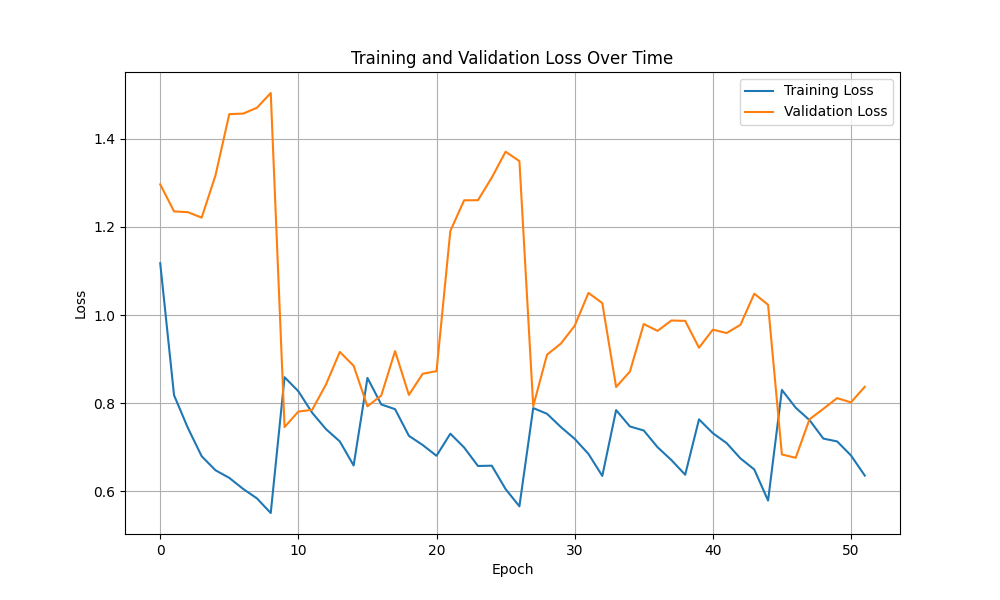 Training and Validation Loss Over Time
Training Loss
Validation Loss
1.4
1.2
1.0
0.8
0.6
Loss
0
10
20
30
40
50
Epoch